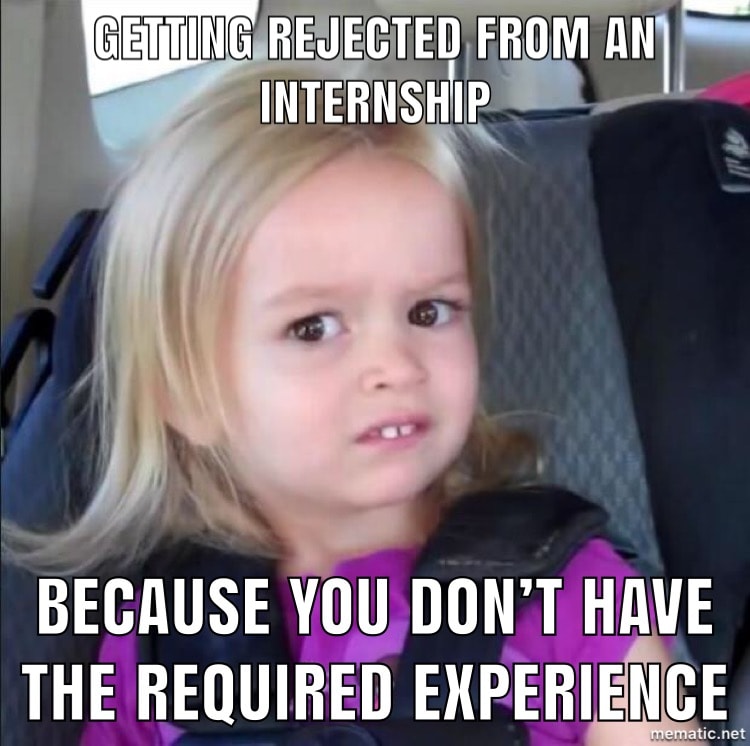 GETTING REJECTED FROM AN
INTERNSHIP
BECAUSE YOU DON'T HAVE
THE REQUIRED EXPERIENCE
mematic.net